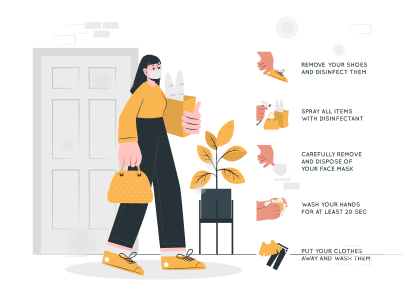 REMOVE YOUR SHOES
AND DISINFECT THEM
SPRAY ALL ITEMS
WITH DISINFECTANT
CAREFULLY REMOVE
AND DISPOSE OF
YOUR FACE MASK
WASH YOUR HANDS
FOR AT LEAST 20 SEC
PUT YOUR CLOTHES
AWAY AND WASH THEM